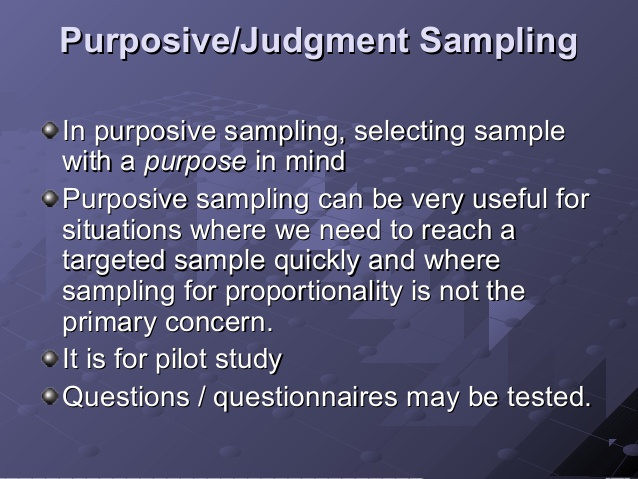 Purposive/Judgment Sampling
In purposive sampling, selecting sample
with a purpose in mind
Purposive sampling can be very useful for
situations where we need to reach a
targeted sample quickly and where
sampling for proportionality is not the
primary concern.
It is for pilot study
Questions / questionnaires may be tested.